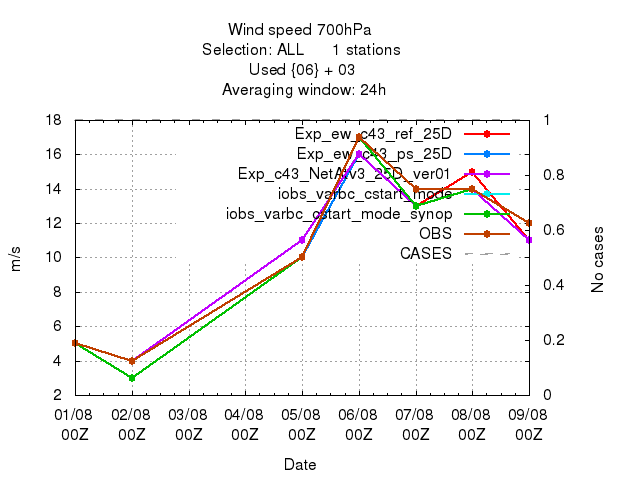 Wind speed 700hPa
Selection: ALL 1 stations
Used {06} + 03
Averaging window: 24h
18
16
14
12
10
8
6
4
2
m/s
1
0.8
0.6
0.4
0.2
0
No cases
Exp_ew_c43_ref_25D
Exp_ew_c43_ps_25D
Exp_c43_NetAtv3_25D_ver01
iobs_varbc_cstart_mode
iobs_varbc_cstart_mode_synop
OBS
CASES
01/08 02/08 03/08 04/08 05/08 06/08 07/08 08/08 09/08
00Z 00Z 00Z 00Z 00Z 00Z 00Z 00Z 00Z
Date